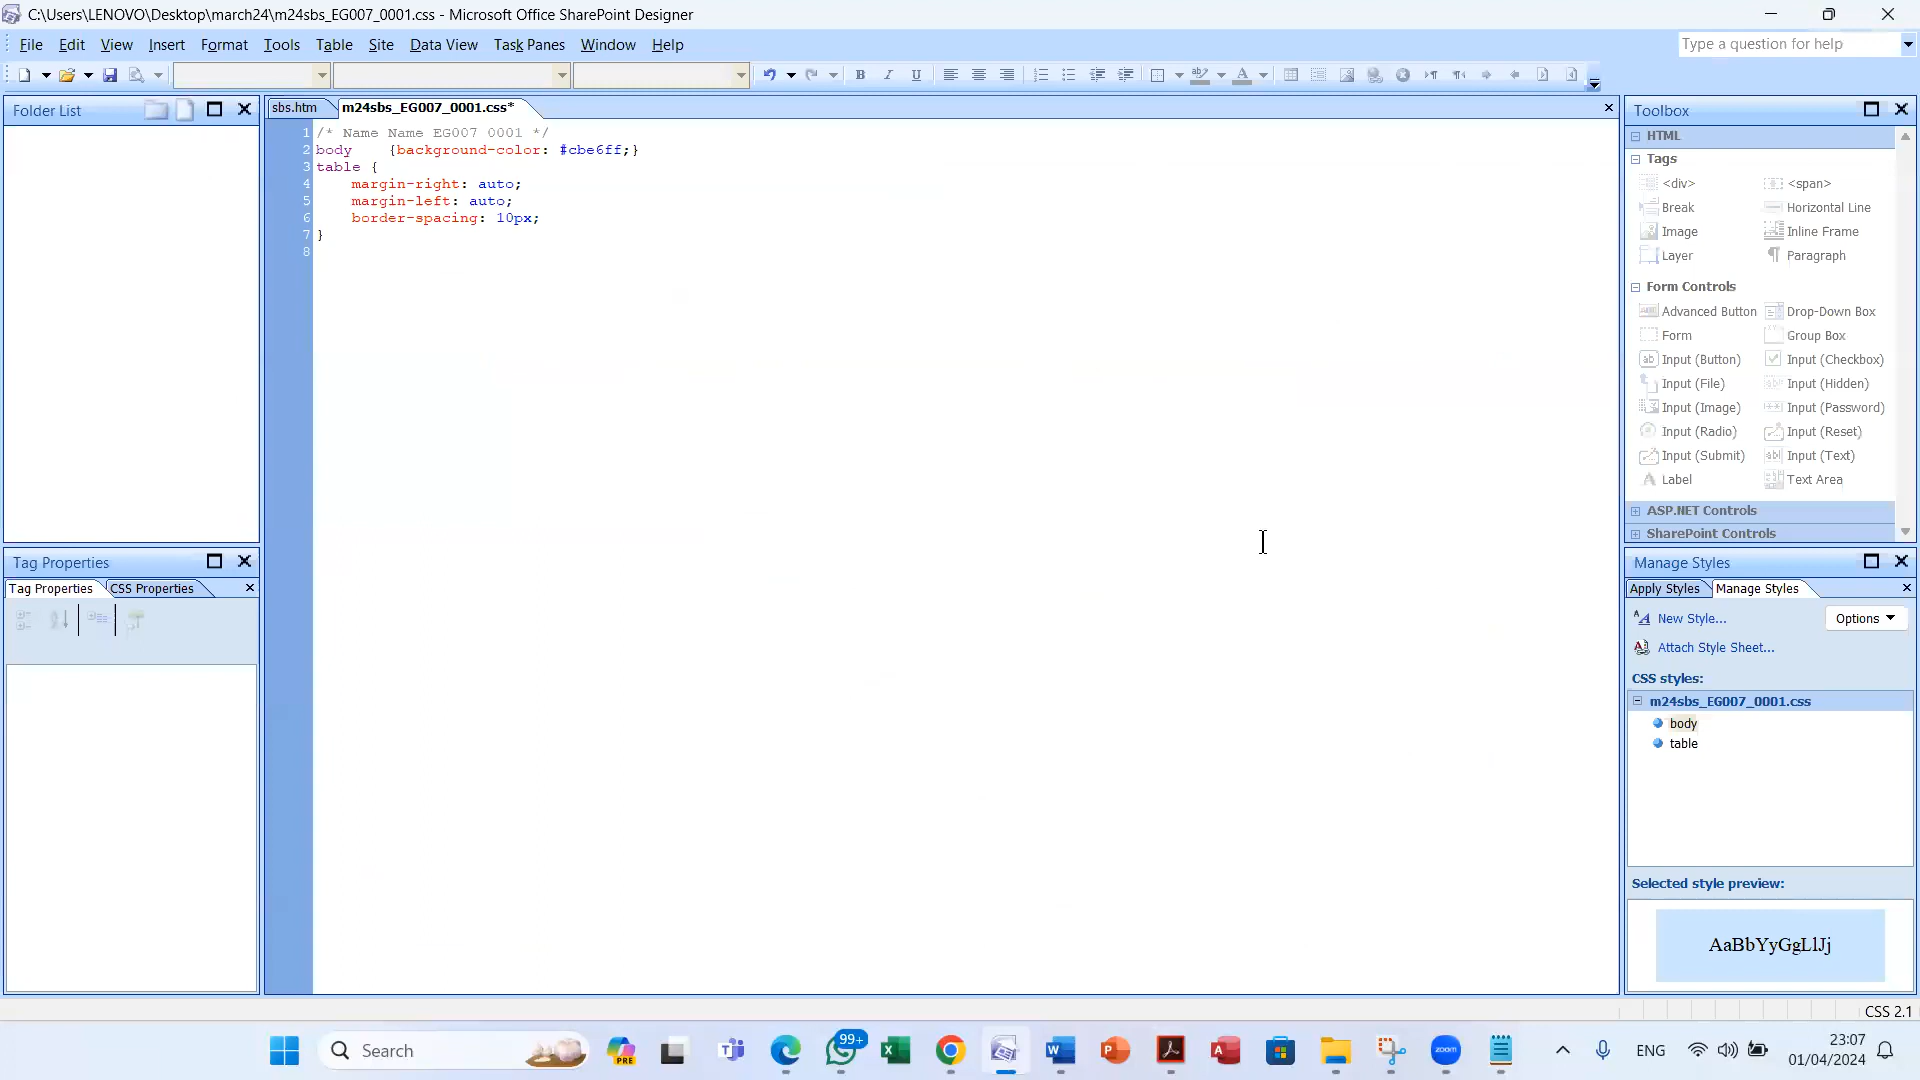 C:\Users\LENOVO\Desktop\march24\m24sbs_EG007_0001.css - Microsoft Office SharePoint Designer
File Edit View Insert Format Tools Table Site Data View Task Panes Window Help
Type a question for help
Folder List
sbs.htm m24sbs_EG007_0001.css*
1 /* Name Name EG007 0001 */
2 body {background-color: #cbe6ff;}
3 table {
4 margin-right: auto;
5 margin-left: auto;
6 border-spacing: 10px;
7 }
8
Tag Properties
Tag Properties CSS Properties
Toolbox
HTML
Tags
<div> <span>
Break Horizontal Line
Image Inline Frame
Layer Paragraph
Form Controls
Advanced Button Drop-Down Box
Form Group Box
Input (Button) Input (Checkbox)
Input (File) Input (Hidden)
Input (Image) Input (Password)
Input (Radio) Input (Reset)
Input (Submit) Input (Text)
Label Text Area
ASP.NET Controls
SharePoint Controls
Manage Styles
Apply Styles Manage Styles
New Style... Options
Attach Style Sheet...
CSS styles:
m24sbs_EG007_0001.css
body
table
Selected style preview:
AaBbYyGgLlJj
CSS 2.1
Search
PRE
99+
zoom
ENG
23:07
01/04/2024